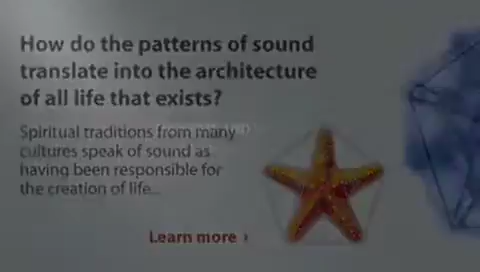 How do the patterns of sound
translate into the architecture
of all life that exists?
Spiritual traditions from many
cultures speak of sound as
having been responsible for
the creation of life...
Learn more ›